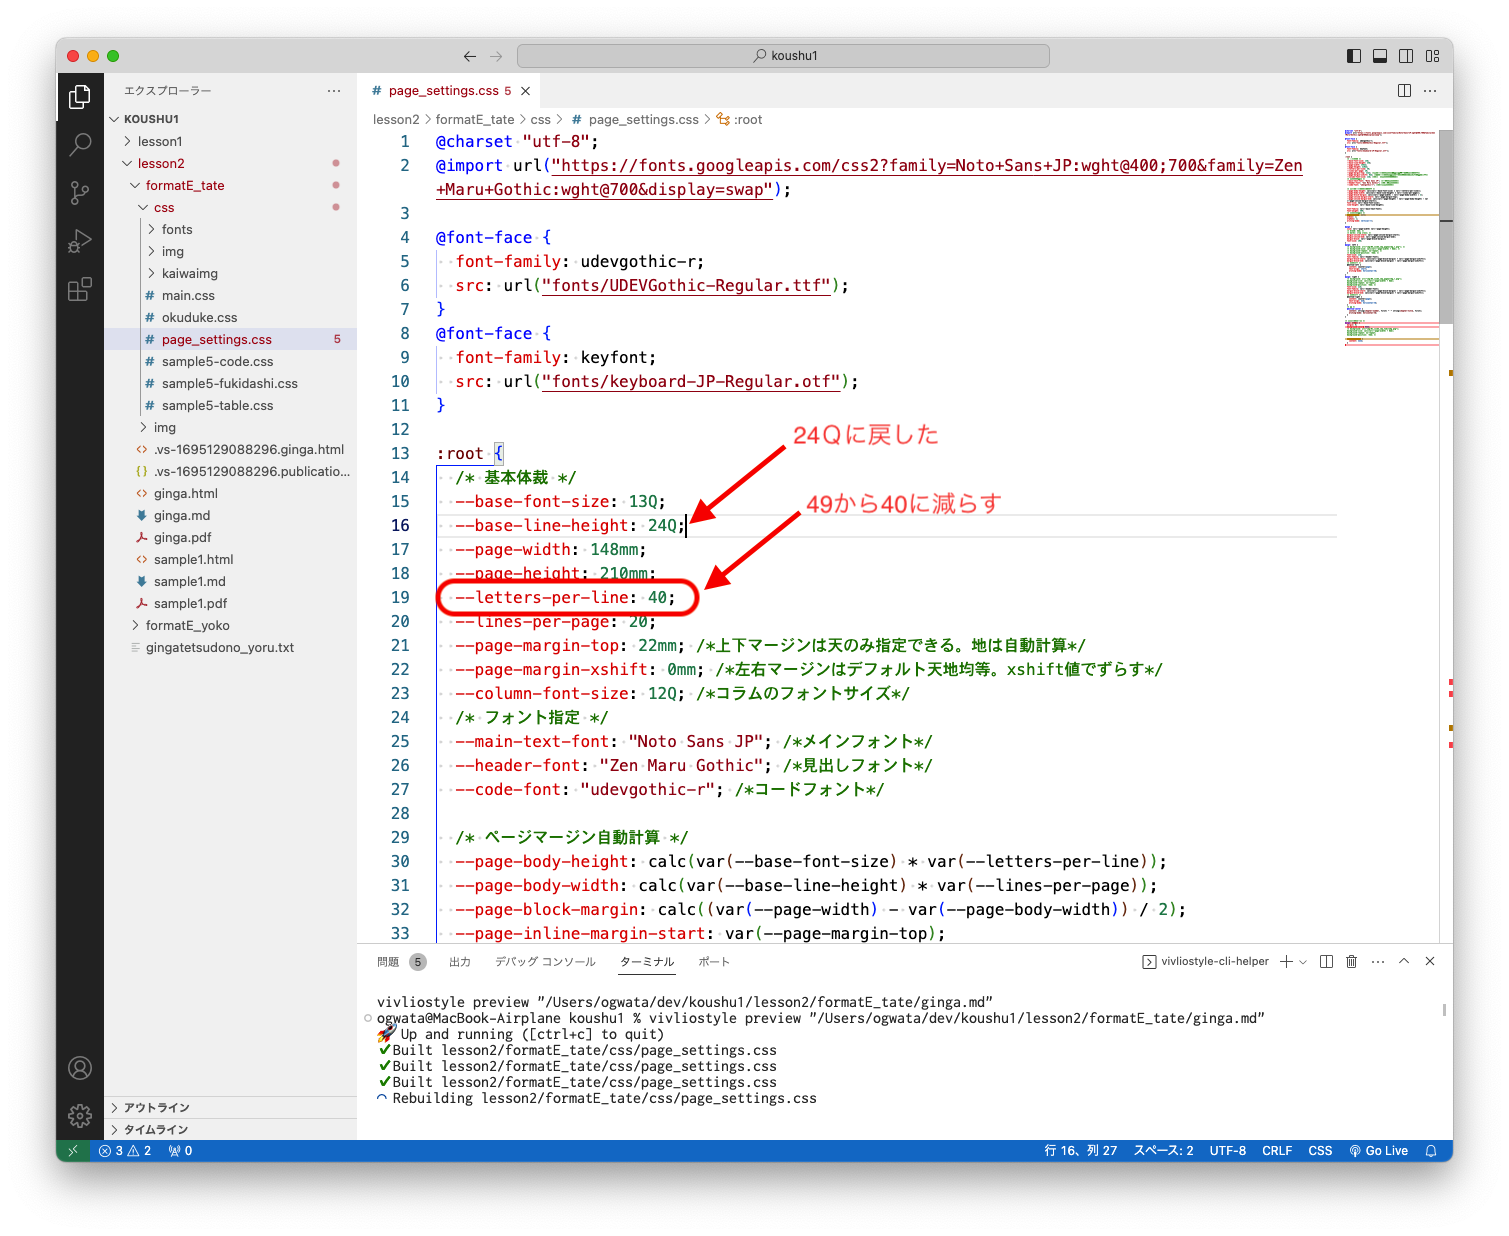 koushu1
エクスプローラー
KOUSHU1
lesson1
lesson2
formatE_tate
css
fonts
img
kaiwaimg
main.css
okuduke.css
page_settings.css 5
sample5-code.css
sample5-fukidashi.css
sample5-table.css
img
.vs-1695129088296.ginga.html
.vs-1695129088296.publicatio...
ginga.html
ginga.md
ginga.pdf
sample1.html
sample1.md
sample1.pdf
formatE_yoko
gingatetsudono_yoru.txt
アウトライン
タイムライン
page_settings.css 5
lesson2 > formatE_tate > css > # page_settings.css > :root
1 @charset "utf-8";
2 @import url("https://fonts.googleapis.com/css2?family=Noto+Sans+JP:wght@400;700&family=Zen
+Maru+Gothic:wght@700&display=swap");
3
4 @font-face {
5 font-family: udevgothic-r;
6 src: url("fonts/UDEVGothic-Regular.ttf");
7 }
8 @font-face {
9 font-family: keyfont;
10 src: url("fonts/keyboard-JP-Regular.otf");
11 }
12
13 :root {
14 /* 基本体裁 */
15 --base-font-size: 13Q;
16 --base-line-height: 24Q;
17 --page-width: 148mm;
18 --page-height: 210mm;
19 --letters-per-line: 40;
20 --lines-per-page: 20;
21 --page-margin-top: 22mm; /*上下マージンは天のみ指定できる。地は自動計算*/
22 --page-margin-xshift: 0mm; /*左右マージンはデフォルト天地均等。xshift値でずらす*/
23 --column-font-size: 12Q; /*コラムのフォントサイズ*/
24 /* フォント指定 */
25 --main-text-font: "Noto Sans JP"; /*メインフォント*/
26 --header-font: "Zen Maru Gothic"; /*見出しフォント*/
27 --code-font: "udevgothic-r"; /*コードフォント*/
28
29 /* ページマージン自動計算 */
30 --page-body-height: calc(var(--base-font-size) * var(--letters-per-line));
31 --page-body-width: calc(var(--base-line-height) * var(--lines-per-page));
32 --page-block-margin: calc((var(--page-width) - var(--page-body-width)) / 2);
33 --page-inline-margin-start: var(--page-margin-top);
24Qに戻した
49から40に減らす
問題 5 出力 デバッグ コンソール ターミナル ポート vivliostyle-cli-helper
vivliostyle preview "/Users/ogwata/dev/koushu1/lesson2/formatE_tate/ginga.md"
ogwata@MacBook-Airplane koushu1 % vivliostyle preview "/Users/ogwata/dev/koushu1/lesson2/formatE_tate/ginga.md"
🚀 Up and running ([ctrl+c] to quit)
✔Built lesson2/formatE_tate/css/page_settings.css
✔Built lesson2/formatE_tate/css/page_settings.css
✔Built lesson2/formatE_tate/css/page_settings.css
Rebuilding lesson2/formatE_tate/css/page_settings.css
3 2 0 行 16、列 27 スペース: 2 UTF-8 CRLF CSS Go Live